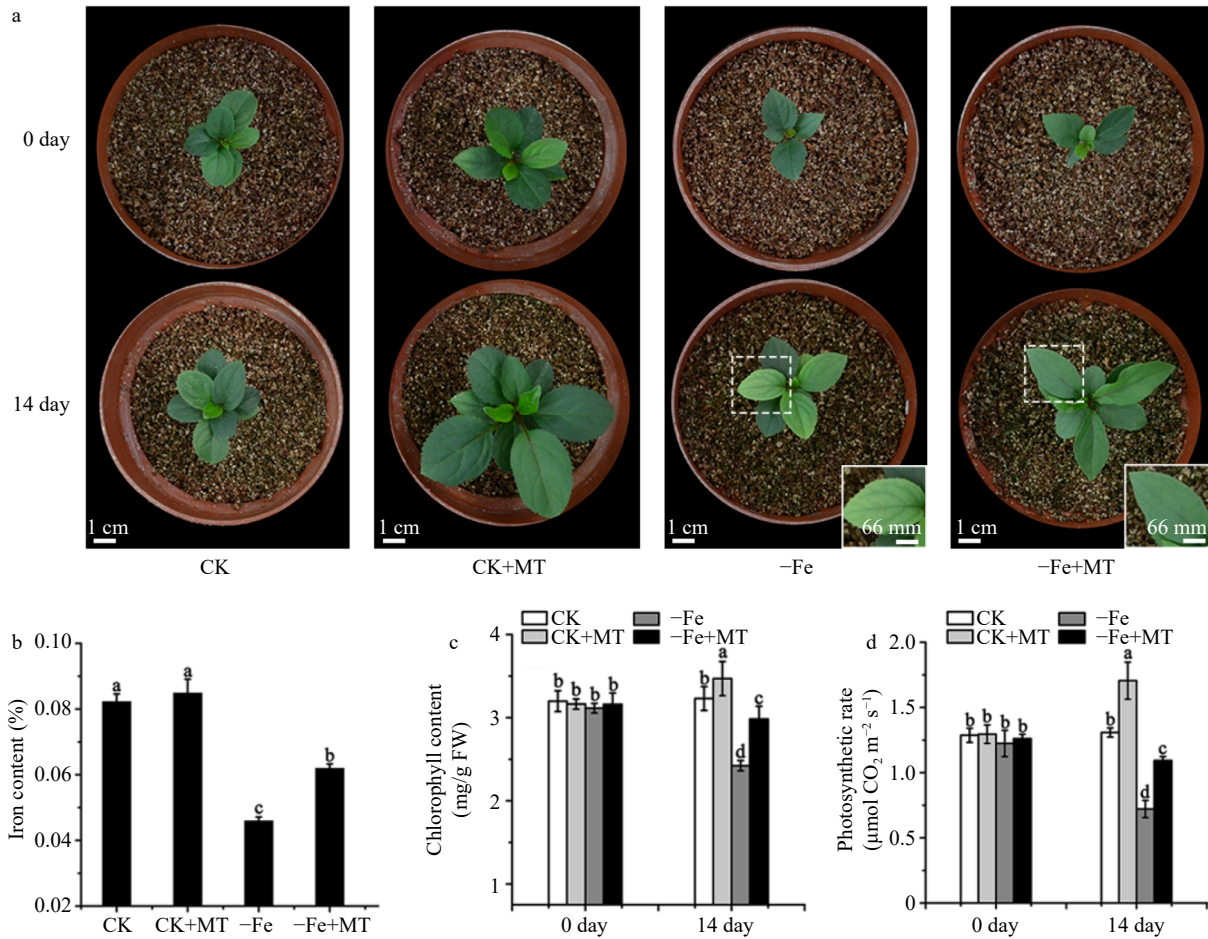 a
0 day
14 day
1 cm
1 cm
1 cm
66 mm
1 cm
66 mm
CK
CK+MT
−Fe
−Fe+MT
b
Iron content (%)
0.10
0.08
0.06
0.04
0.02
a
a
c
b
CK
CK+MT
−Fe
−Fe+MT
c
CK
−Fe
CK+MT
−Fe+MT
Chlorophyll content
(mg/g FW)
4
3
2
1
b
b
b
b
b
a
d
c
0 day
14 day
d
CK
−Fe
CK+MT
−Fe+MT
Photosynthetic rate
(μmol CO₂ m⁻² s⁻¹)
2.0
1.5
1.0
0.5
0
b
b
b
b
b
a
d
c
0 day
14 day